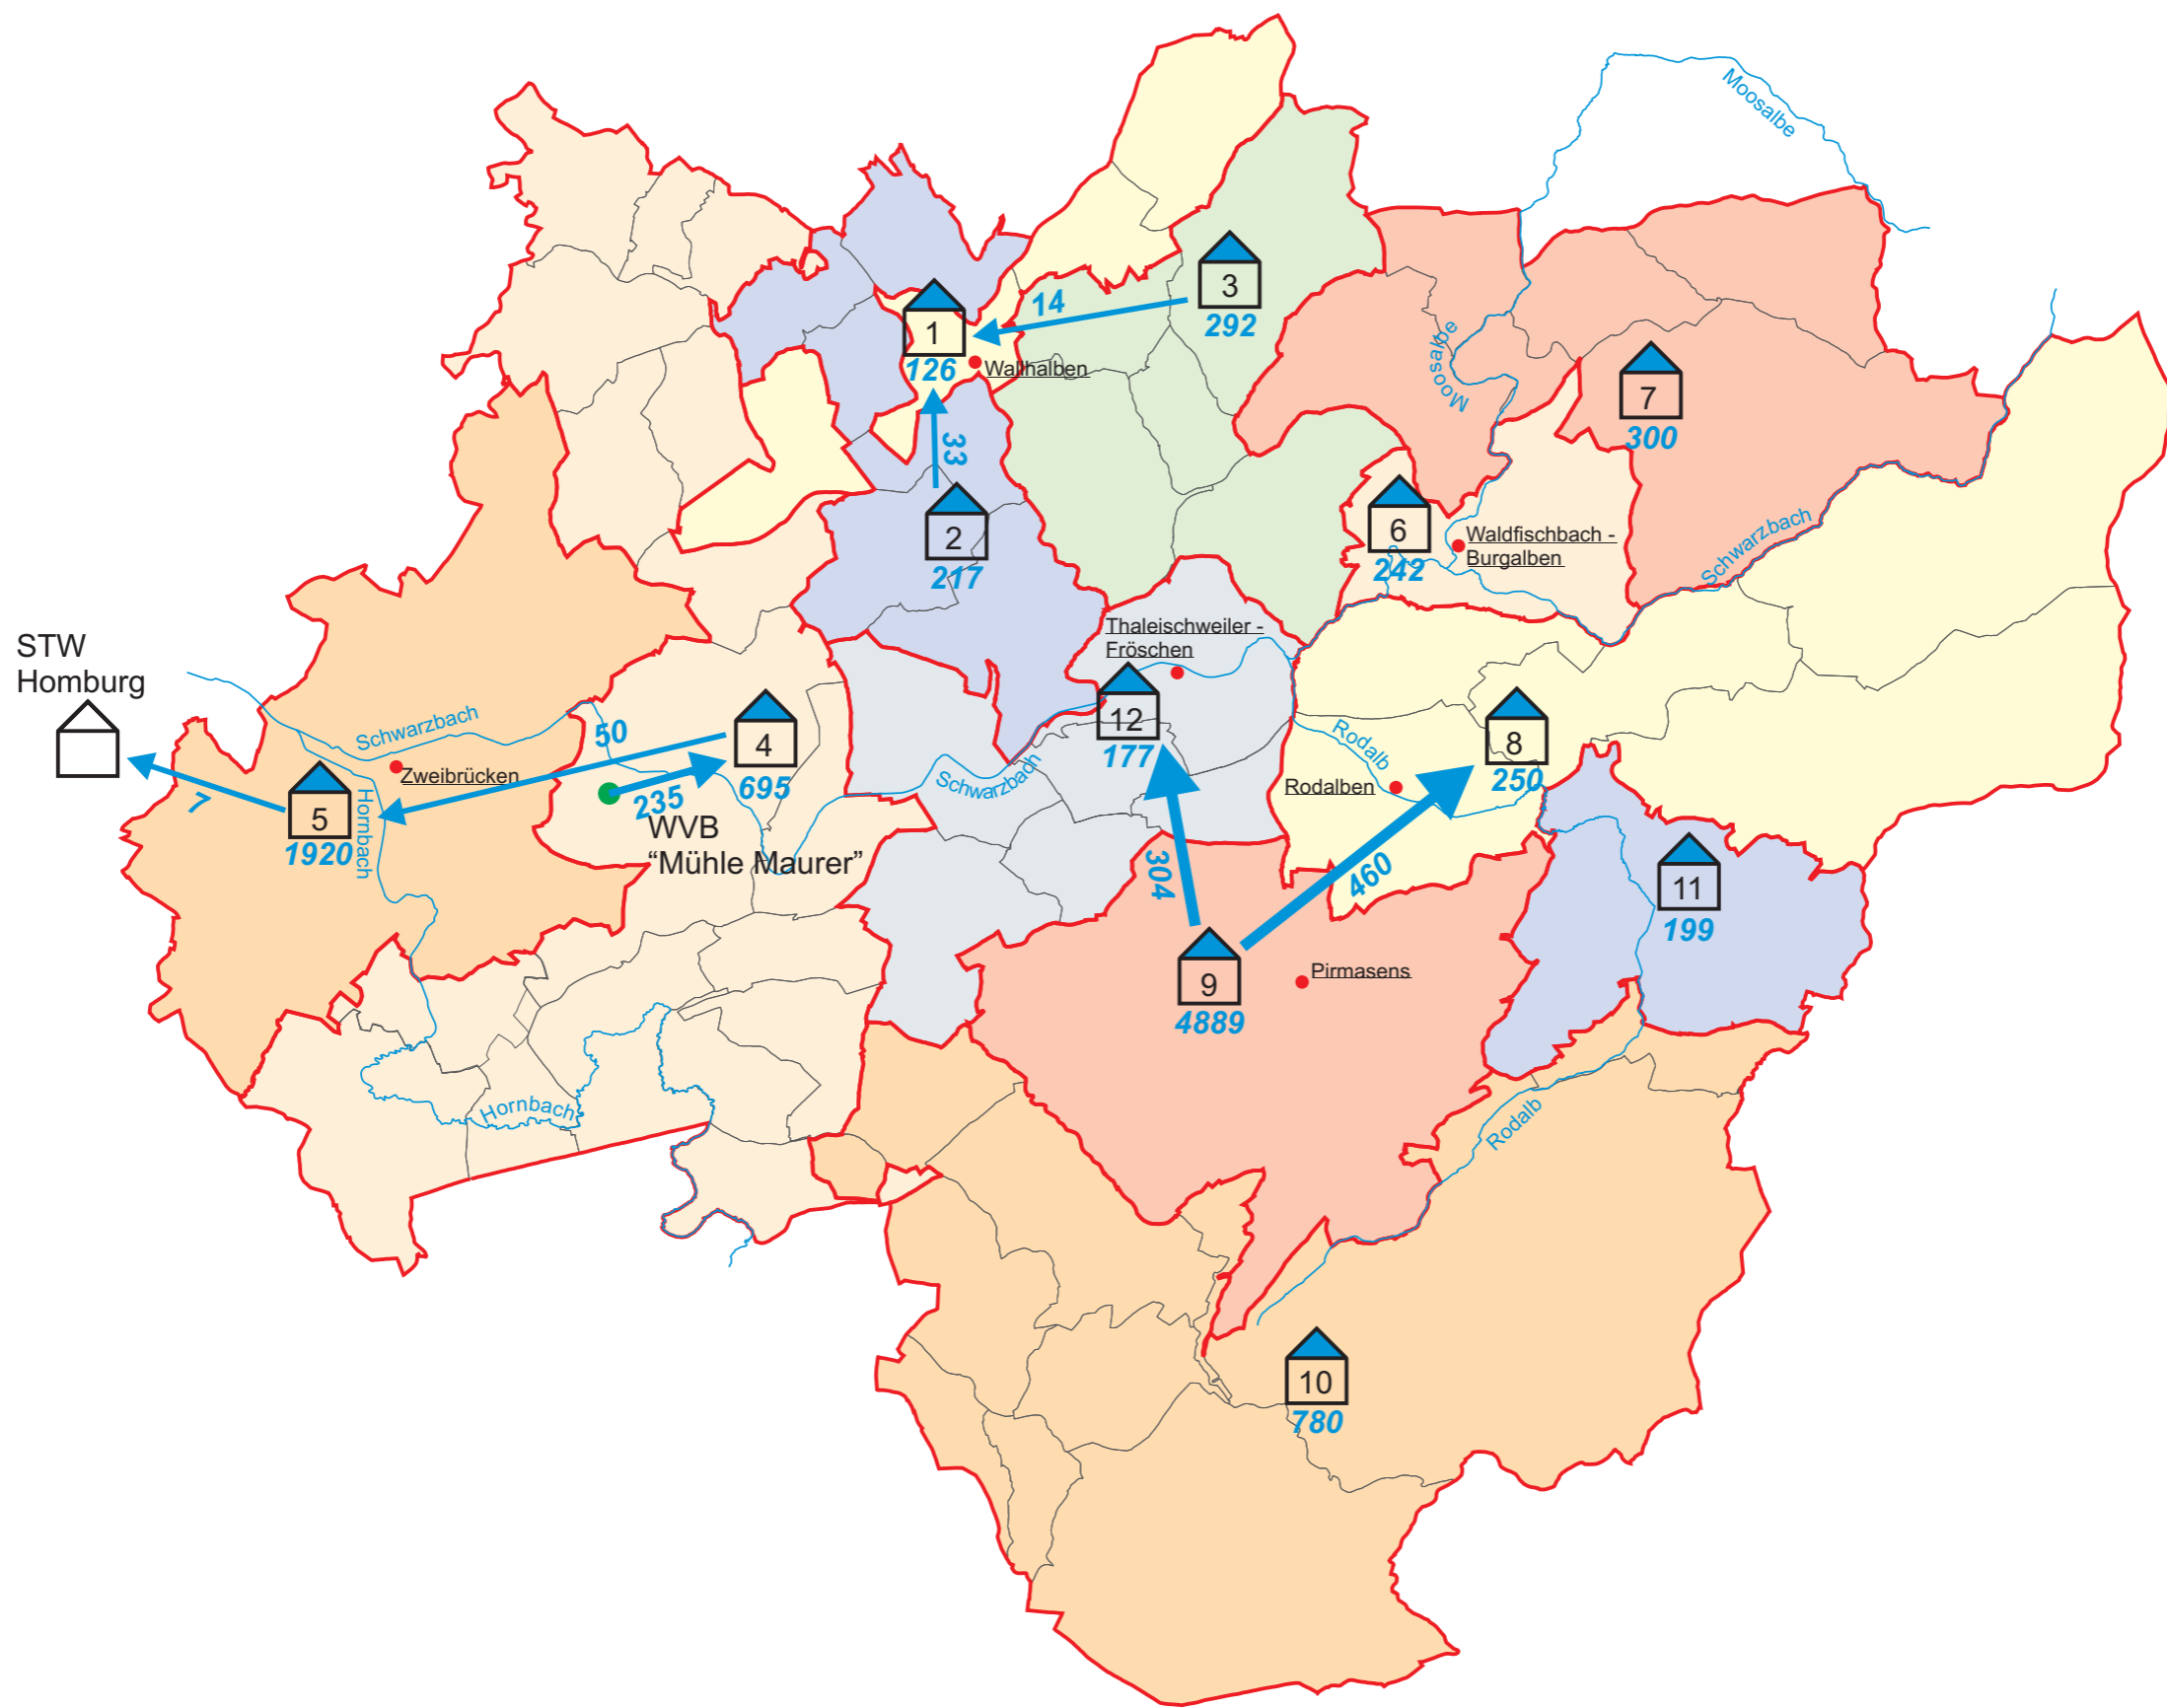 Moosalbe
3
292
14
1
126
Wallhalben
Moosalbe
7
300
33
2
217
6
242
Waldfischbach -
Burgalben
Schwarzbach
Thaleischweiler -
Fröschen
STW
Homburg
Schwarzbach
50
4
695
12
177
Rodalb
8
250
Zweibrücken
Schwarzbach
Rodalben
7
5
1920
Hornbach
235
WVB
“Mühle Maurer”
304
460
11
199
9
4889
Pirmasens
Hornbach
Rodalb
10
780